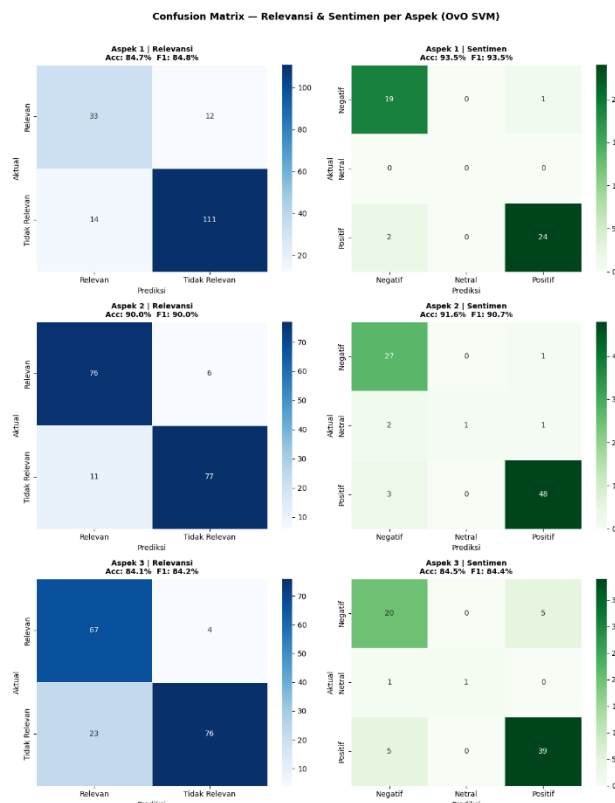 Confusion Matrix — Relevansi & Sentimen per Aspek (OvO SVM)
Aspek 1 | Relevansi
Acc: 84.7% F1: 84.8%
Aktual
Relevan
Tidak Relevan
33 12
14 111
Relevan Tidak Relevan
Prediksi
100
80
60
40
20
Aspek 1 | Sentimen
Acc: 93.5% F1: 93.5%
Aktual
Negatif
Netral
Positif
19 0 1
0 0 0
2 0 24
Negatif Netral Positif
Prediksi
Aspek 2 | Relevansi
Acc: 90.0% F1: 90.0%
Aktual
Relevan
Tidak Relevan
76 6
11 77
Relevan Tidak Relevan
Prediksi
70
60
50
40
30
20
10
Aspek 2 | Sentimen
Acc: 91.6% F1: 90.7%
Aktual
Negatif
Netral
Positif
27 0 1
2 1 1
3 0 48
Negatif Netral Positif
Prediksi
Aspek 3 | Relevansi
Acc: 84.1% F1: 84.2%
Aktual
Relevan
Tidak Relevan
67 4
23 76
Relevan Tidak Relevan
Prediksi
70
60
50
40
30
20
10
Aspek 3 | Sentimen
Acc: 84.5% F1: 84.4%
Aktual
Negatif
Netral
Positif
20 0 5
1 1 0
5 0 39
Negatif Netral Positif
Prediksi